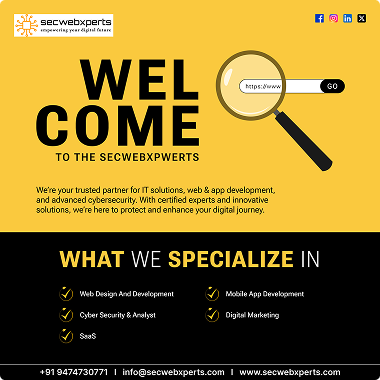 secwebxperts
empowering your digital future
WEL
COME
TO THE SECWEBXPWERTS
https://www
GO
We're your trusted partner for IT solutions, web & app development,
and advanced cybersecurity. With certified experts and innovative
solutions, we're here to protect and enhance your digital journey.
WHAT WE SPECIALIZE IN
Web Design And Development
Mobile App Development
Cyber Security & Analyst
Digital Marketing
SaaS
+91 9474730771 | info@secwebxperts.com | www.secwebxperts.com